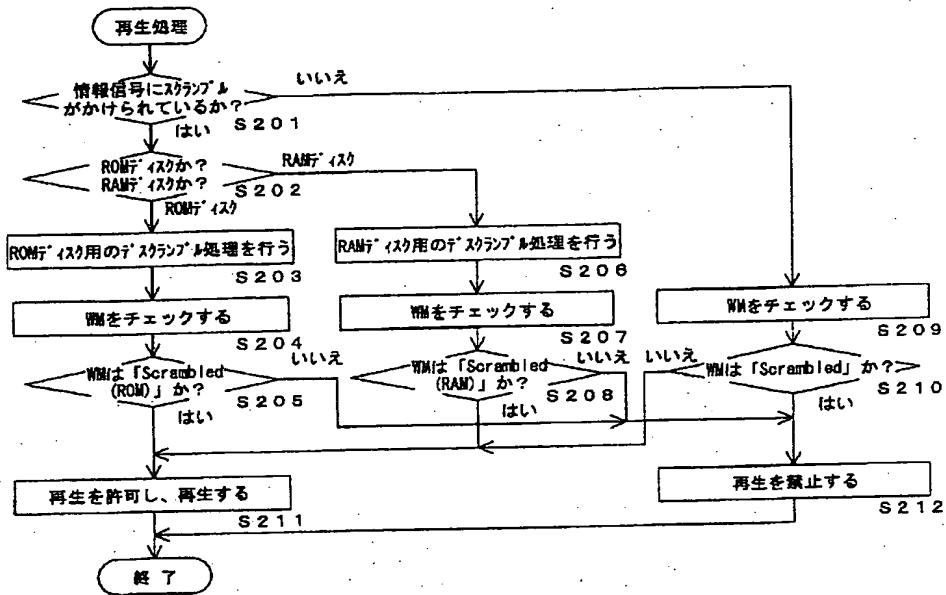 再生処理
情報信号にスクランブル
がかけられているか？
いいえ
はい
S201
ROMディスクか？
RAMディスクか？
RAMディスク
S202
ROMディスク
ROMディスク用のデスクランブル処理を行う
S203
RAMディスク用のデスクランブル処理を行う
S206
WMをチェックする
S204
WMをチェックする
S207
WMをチェックする
S209
WMは「Scrambled
(ROM)」か？
いいえ
S205
はい
WMは「Scrambled
(RAM)」か？
いいえ
S208
はい
いいえ
WMは「Scrambled」か？
S210
はい
再生を許可し、再生する
S211
再生を禁止する
S212
終了